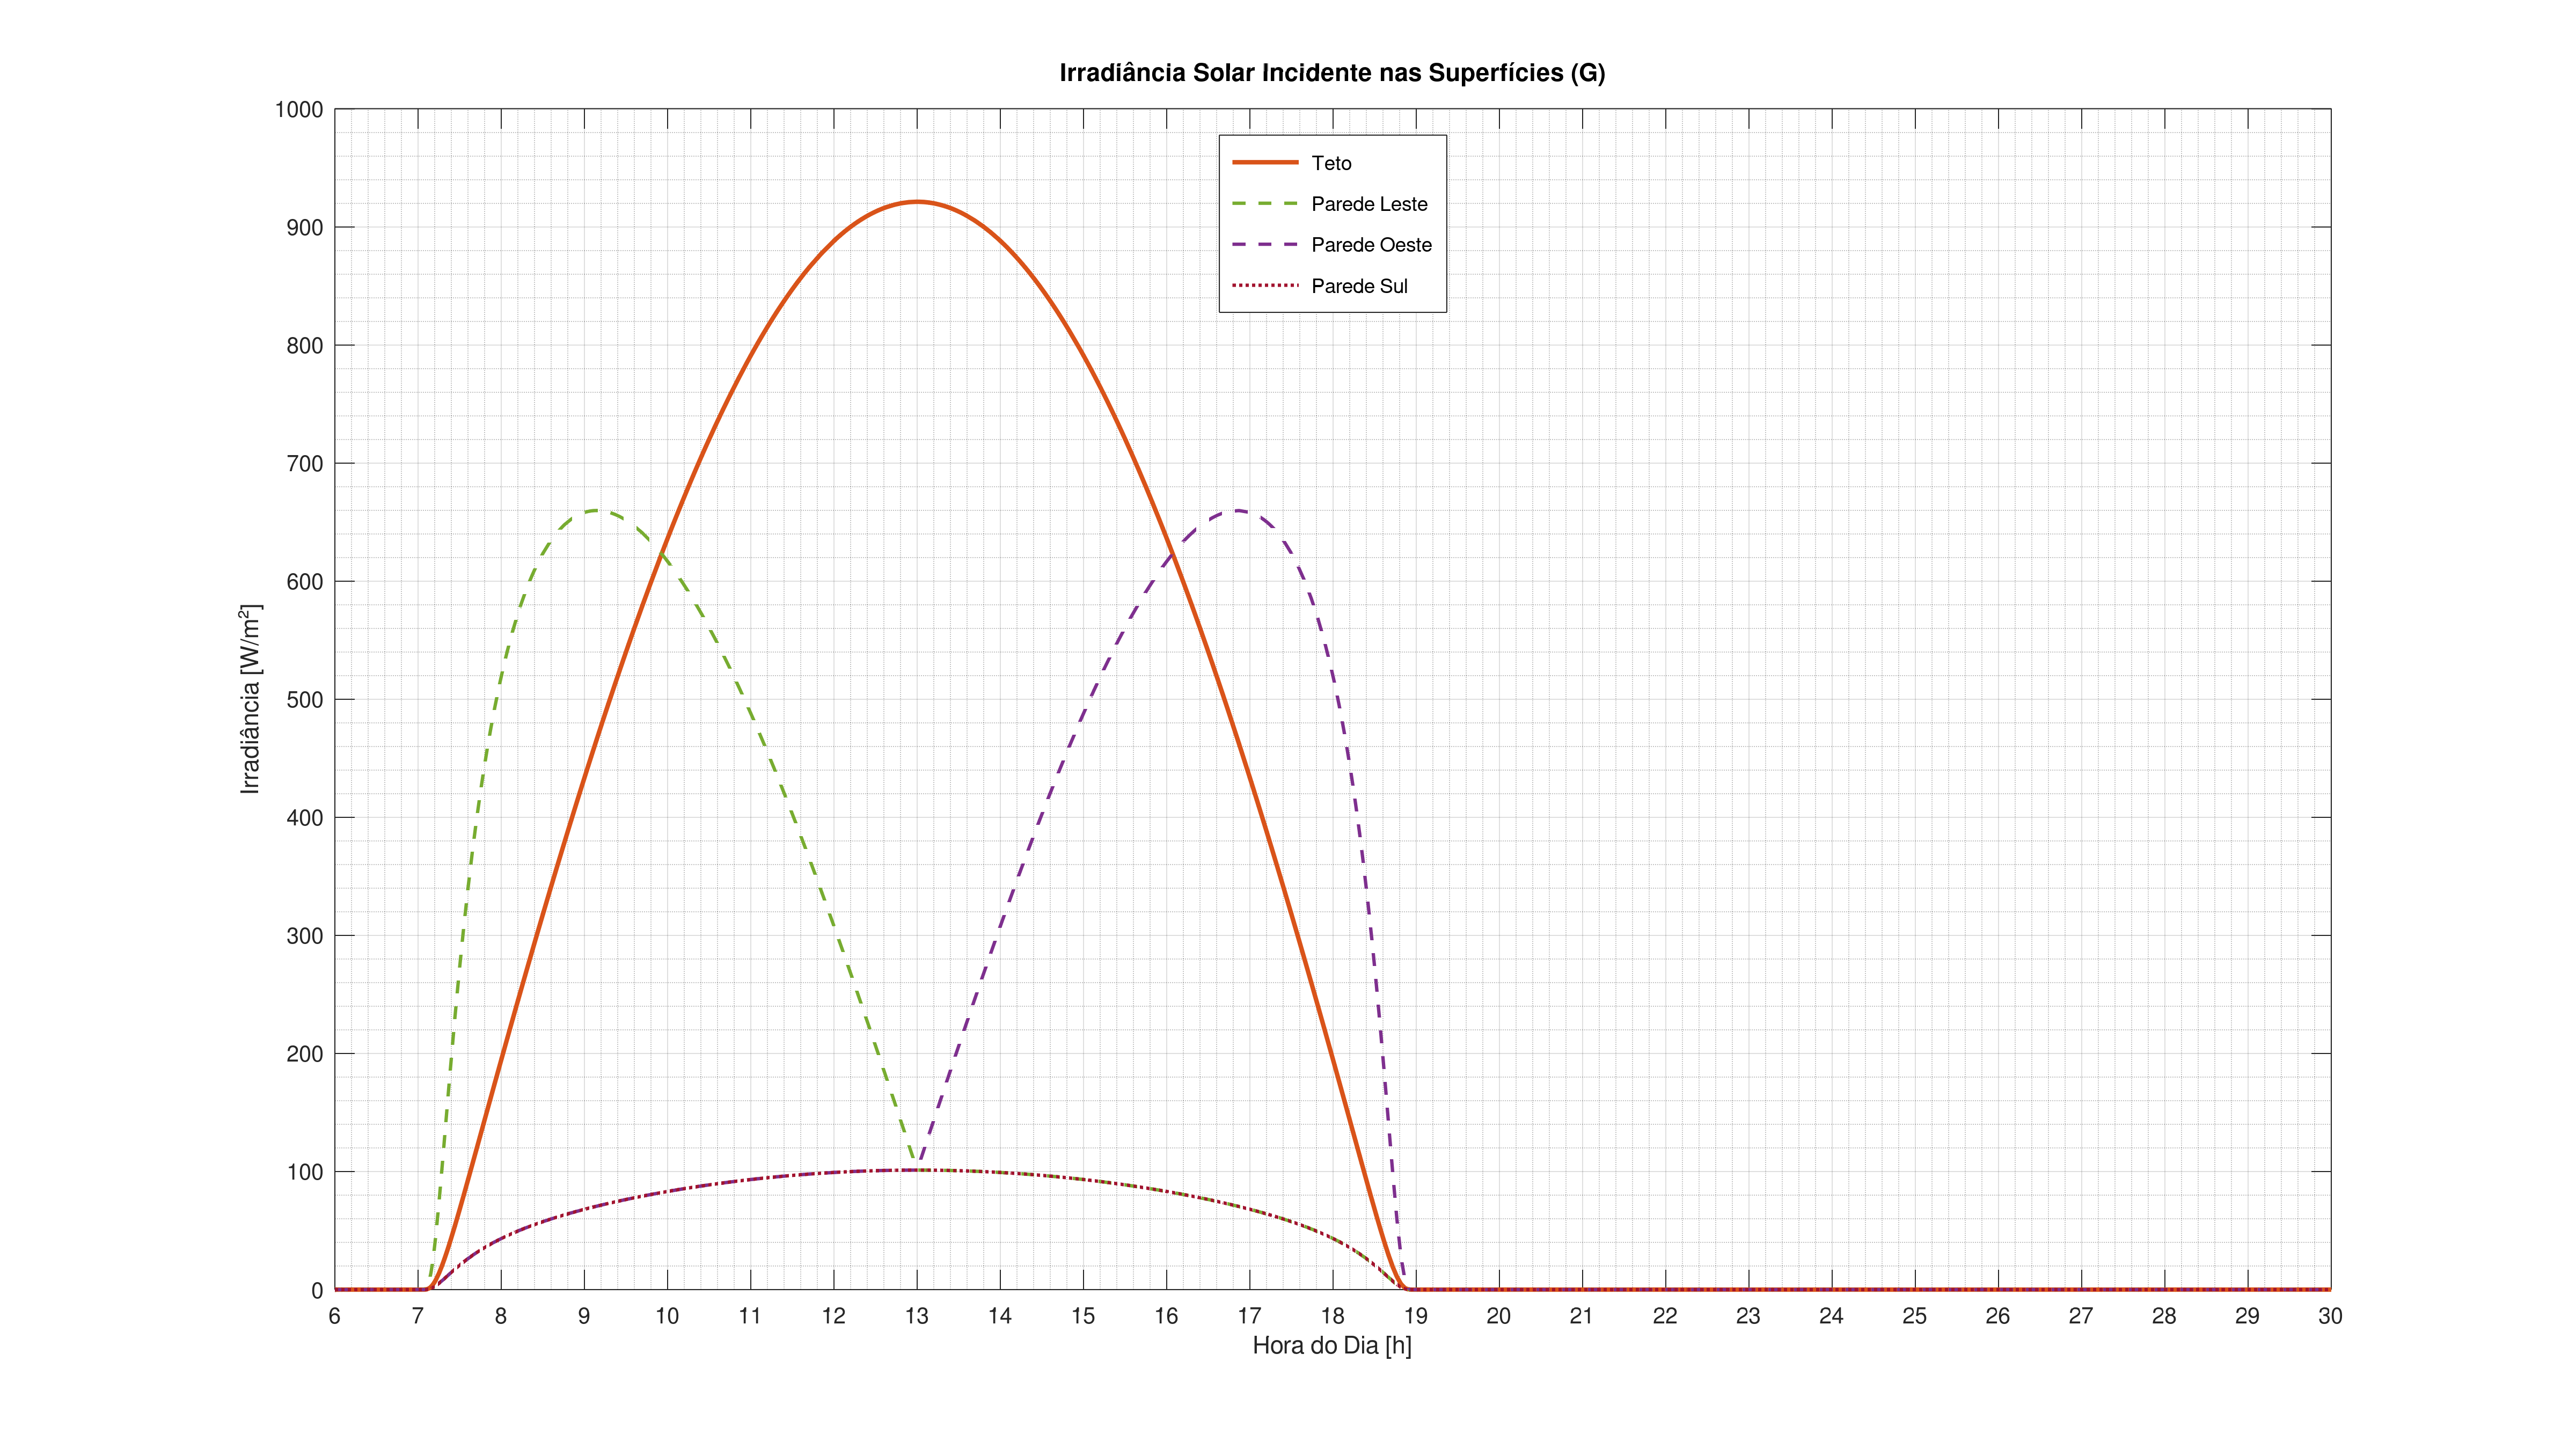 Irradiância Solar Incidente nas Superfícies (G)
Teto
Parede Leste
Parede Oeste
Parede Sul
Irradiância [W/m²]
1000
900
800
700
600
500
400
300
200
100
0
6 7 8 9 10 11 12 13 14 15 16 17 18 19 20 21 22 23 24 25 26 27 28 29 30
Hora do Dia [h]